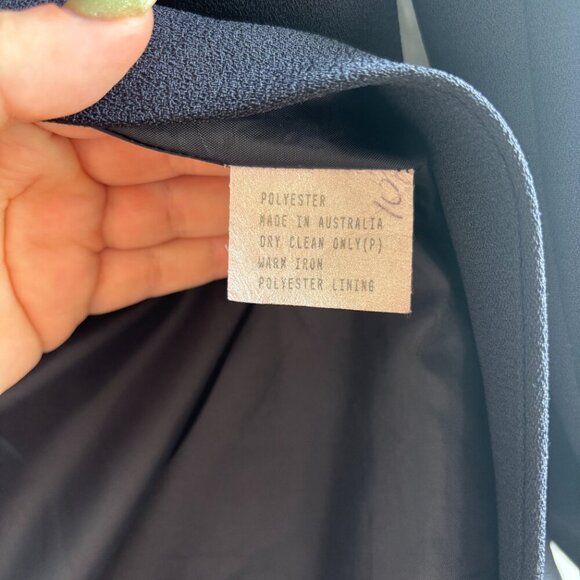 POLYESTER
MADE IN AUSTRALIA
DRY CLEAN ONLY(P)
WARM IRON
POLYESTER LINING